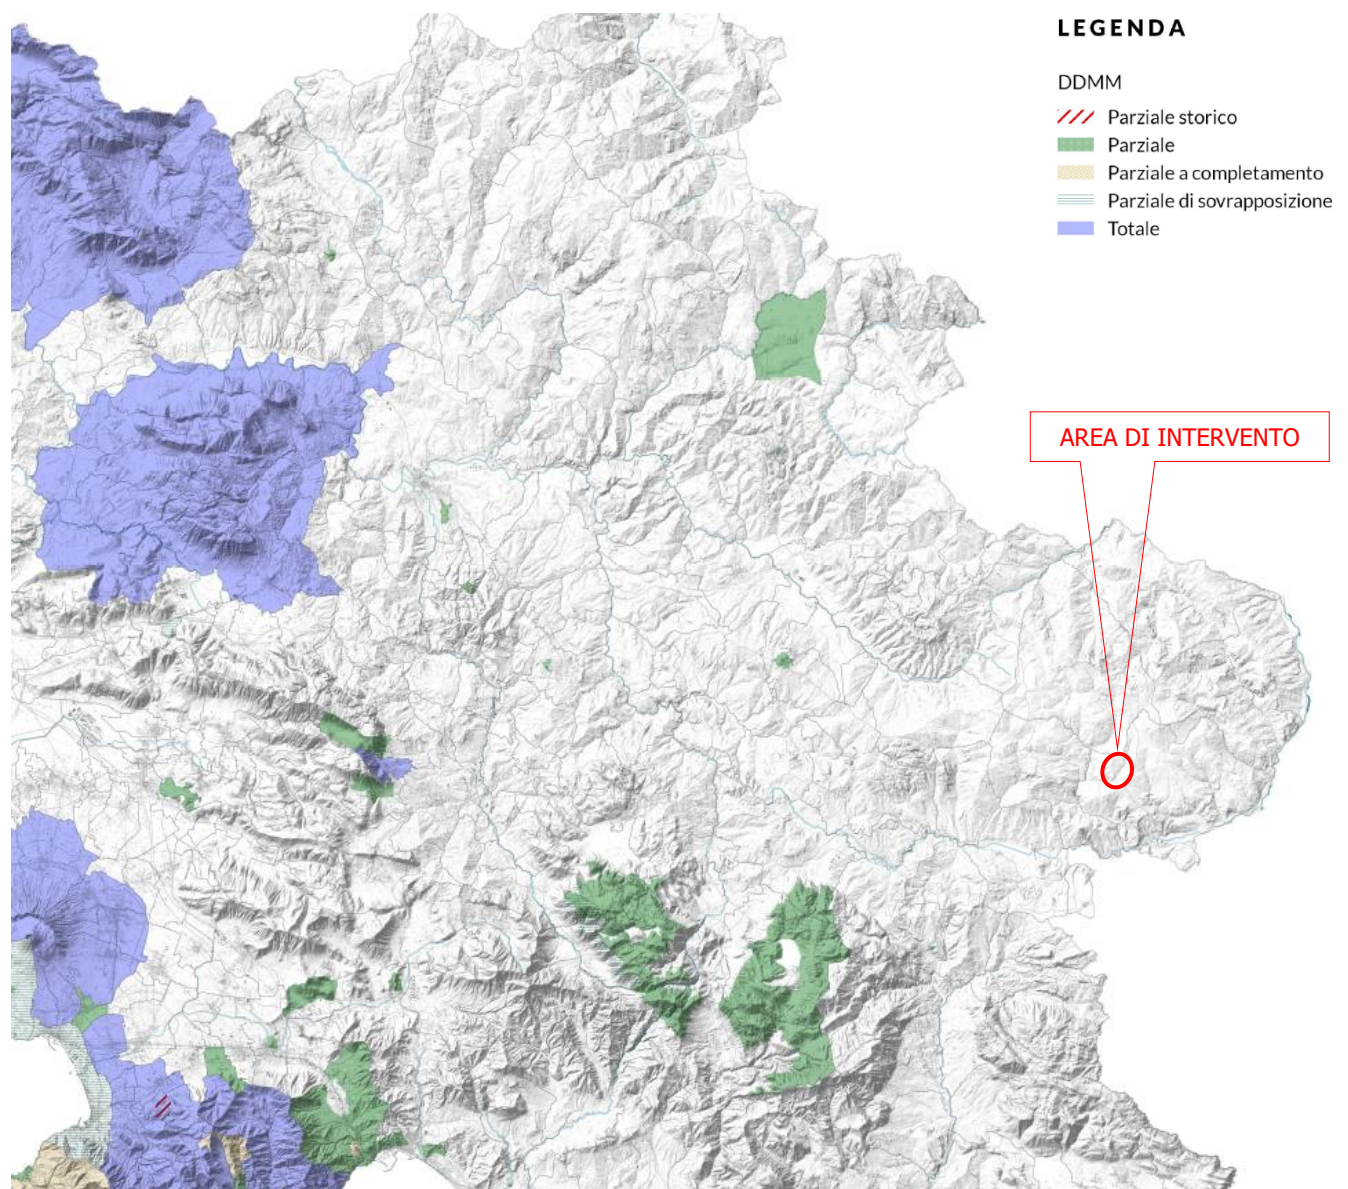 LEGENDA
DDMM
Parziale storico
Parziale
Parziale a completamento
Parziale di sovrapposizione
Totale
AREA DI INTERVENTO